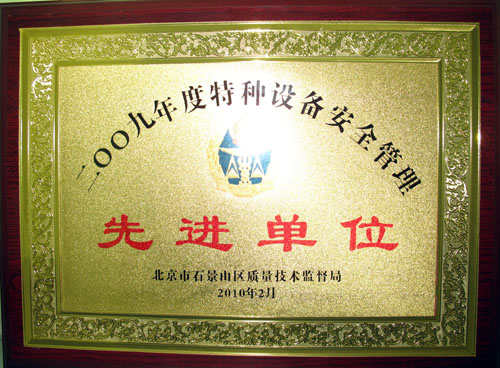 二〇〇九年度特种设备安全管理
先进单位
北京市石景山区质量技术监督局
2010年2月